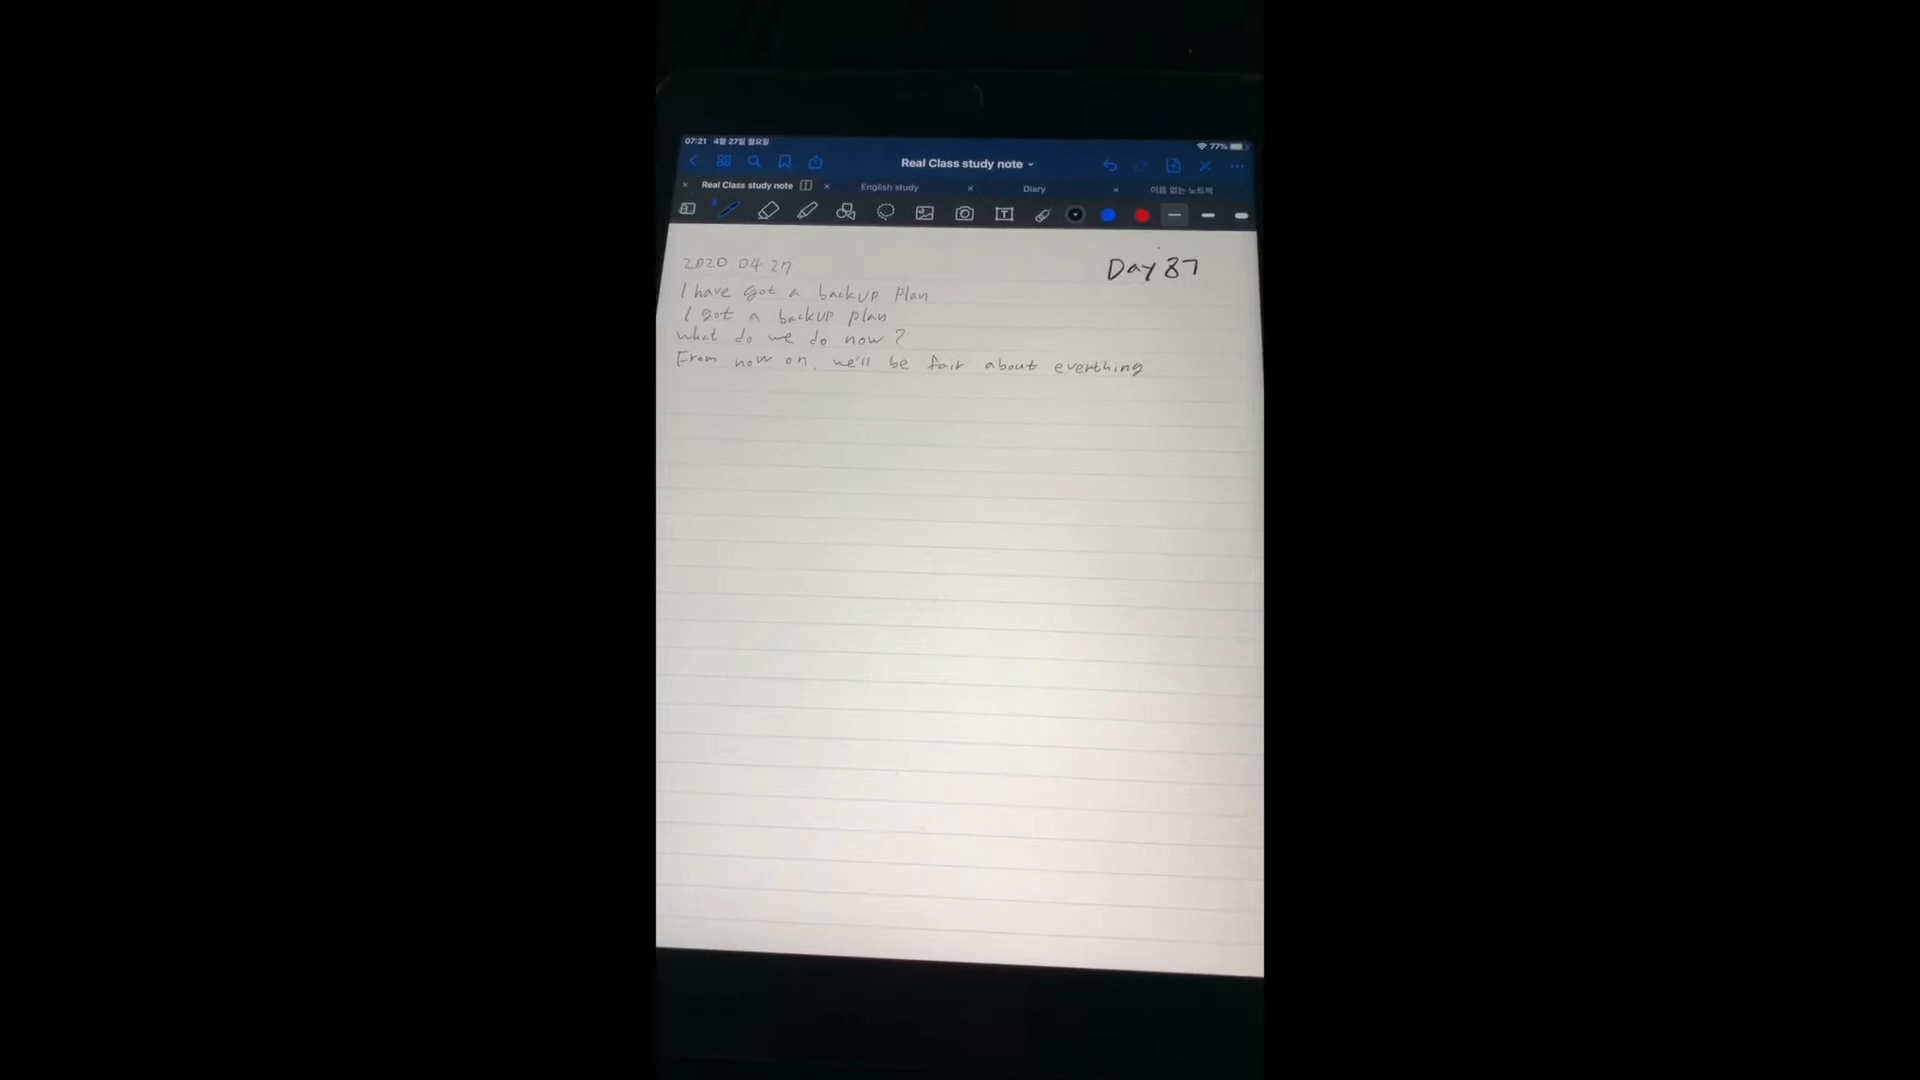 07:21 4월 27일 월요일 77%
Real Class study note
Real Class study note English study Diary 이름 없는 노트북
2020 04 27 Day 87
I have got a backup plan
I got a backup plan
What do we do now?
From now on, we'll be fair about everthing